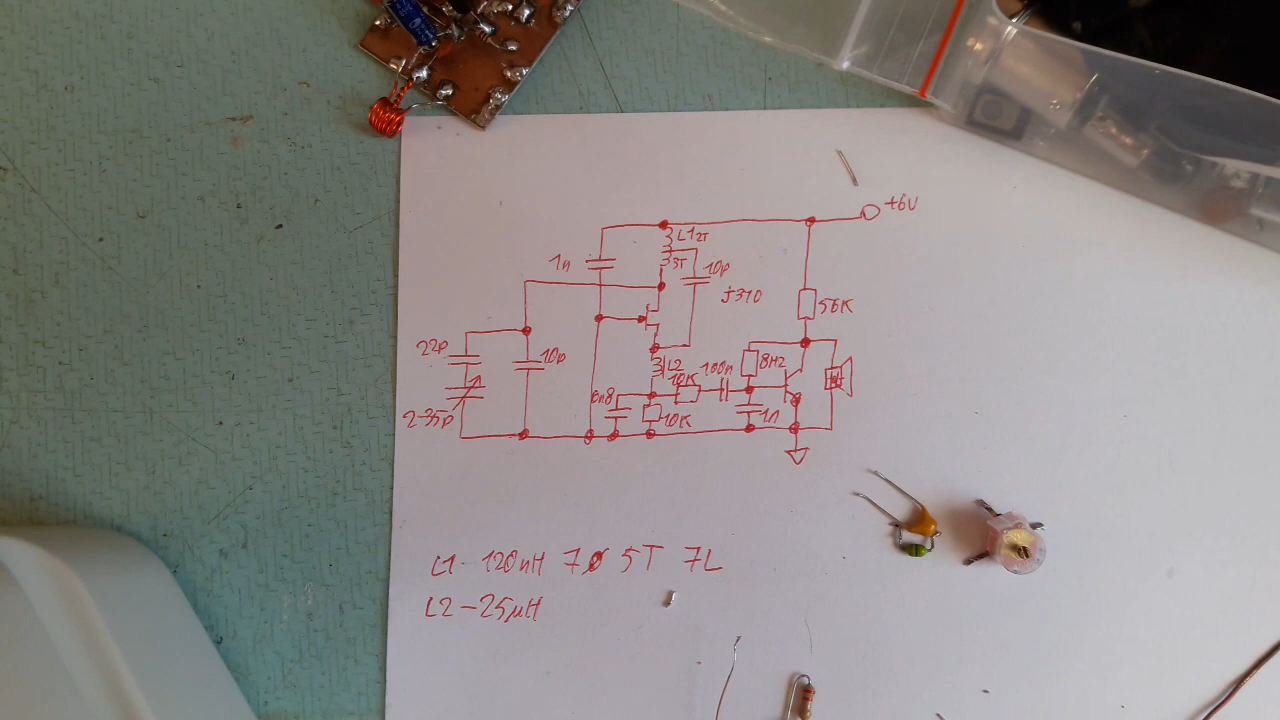 +6V
L1 2T
1n
3T
10p
J310
56K
22p
10p
L2
100n
8M2
10K
6n8
2-35p
10K
1n
L1 - 120nH 7ø 5T 7L
L2 - 25µH